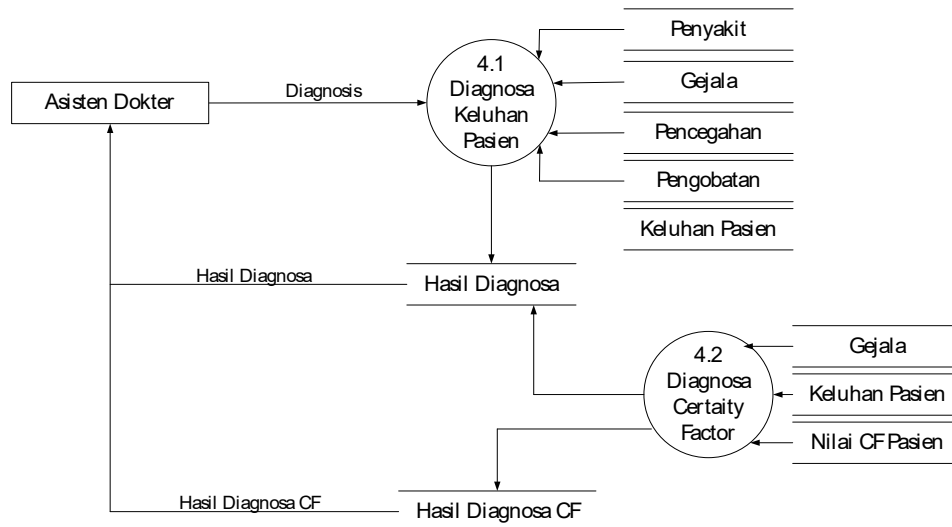 Penyakit
4.1
Diagnosa
Keluhan
Pasien
Gejala
Asisten Dokter
Diagnosis
Pencegahan
Pengobatan
Keluhan Pasien
Hasil Diagnosa
Hasil Diagnosa
4.2
Diagnosa
Certaity
Factor
Gejala
Keluhan Pasien
Nilai CF Pasien
Hasil Diagnosa CF
Hasil Diagnosa CF